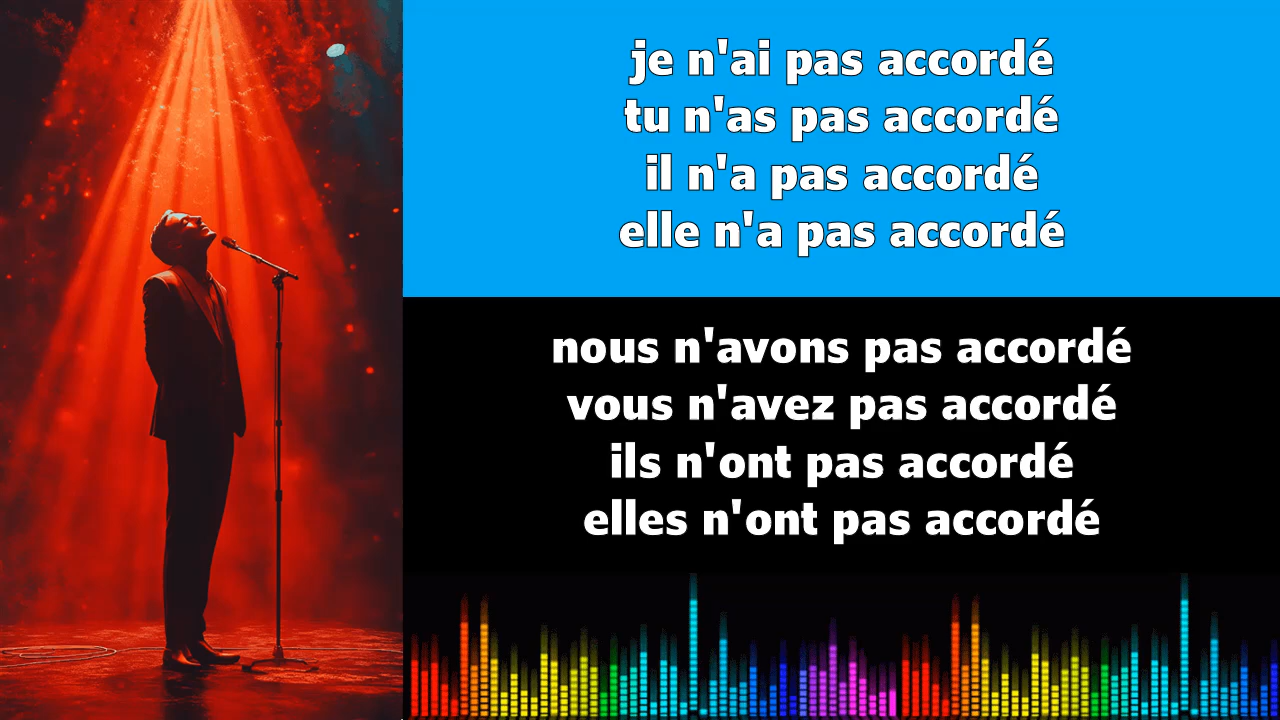 je n'ai pas accordé
tu n'as pas accordé
il n'a pas accordé
elle n'a pas accordé
nous n'avons pas accordé
vous n'avez pas accordé
ils n'ont pas accordé
elles n'ont pas accordé